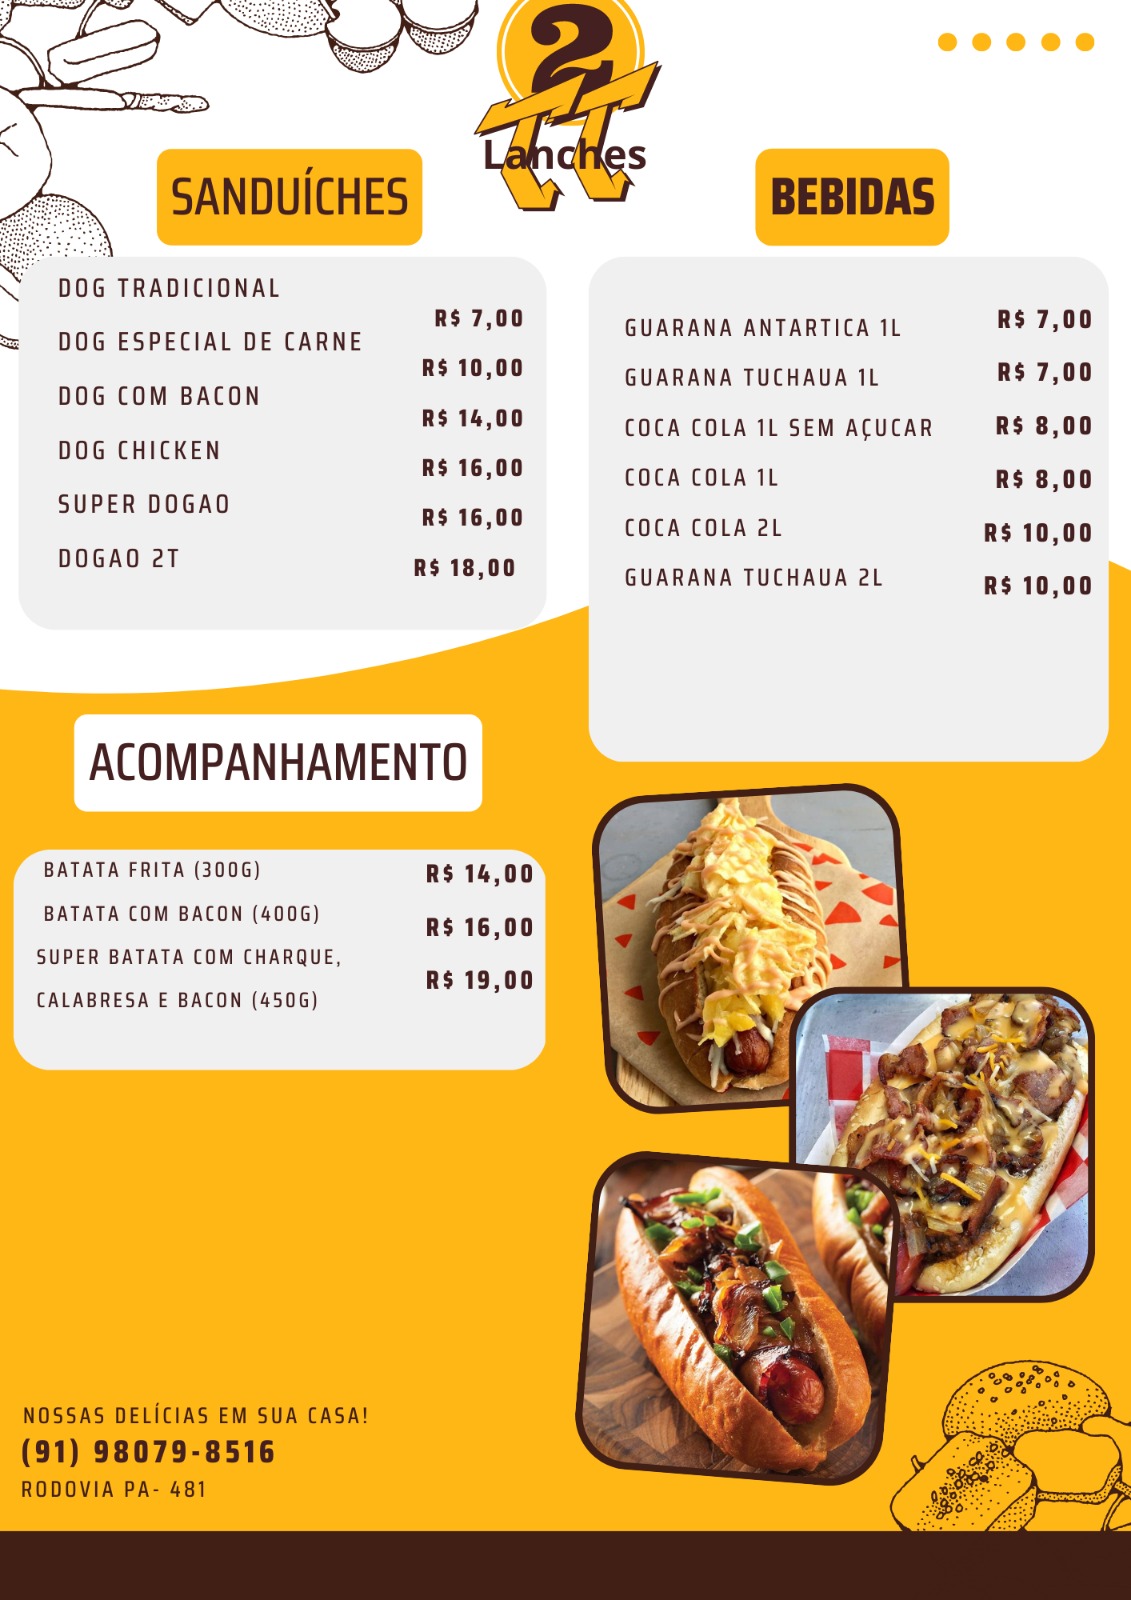 2
TT
Lanches
SANDUÍCHES
DOG TRADICIONAL
R$ 7,00
DOG ESPECIAL DE CARNE
R$ 10,00
DOG COM BACON
R$ 14,00
DOG CHICKEN
R$ 16,00
SUPER DOGAO
R$ 16,00
DOGAO 2T
R$ 18,00
BEBIDAS
GUARANA ANTARTICA 1L R$ 7,00
GUARANA TUCHAUA 1L R$ 7,00
COCA COLA 1L SEM AÇUCAR R$ 8,00
COCA COLA 1L R$ 8,00
COCA COLA 2L R$ 10,00
GUARANA TUCHAUA 2L R$ 10,00
ACOMPANHAMENTO
BATATA FRITA (300G) R$ 14,00
BATATA COM BACON (400G) R$ 16,00
SUPER BATATA COM CHARQUE, R$ 19,00
CALABRESA E BACON (450G)
NOSSAS DELÍCIAS EM SUA CASA!
(91) 98079-8516
RODOVIA PA- 481